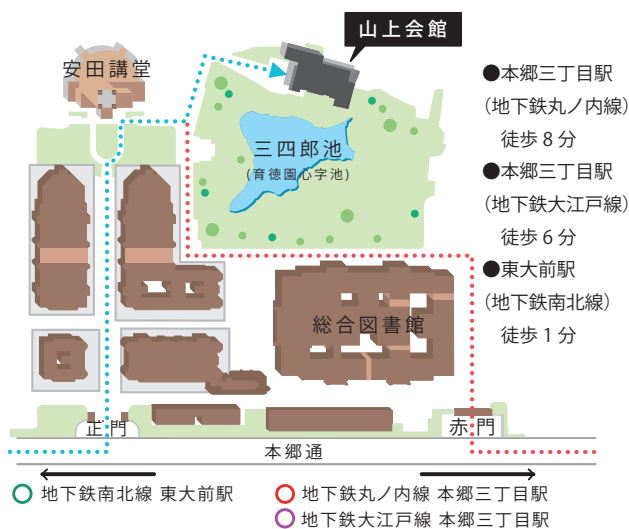 山上会館
安田講堂
三四郎池
(育徳園心字池)
総合図書館
正門
赤門
本郷通
●本郷三丁目駅
(地下鉄丸ノ内線)
徒歩8分
●本郷三丁目駅
(地下鉄大江戸線)
徒歩6分
●東大前駅
(地下鉄南北線)
徒歩1分
地下鉄南北線 東大前駅
地下鉄丸ノ内線 本郷三丁目駅
地下鉄大江戸線 本郷三丁目駅